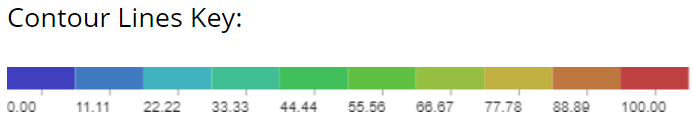 Contour Lines Key:
0.00 11.11 22.22 33.33 44.44 55.56 66.67 77.78 88.89 100.00